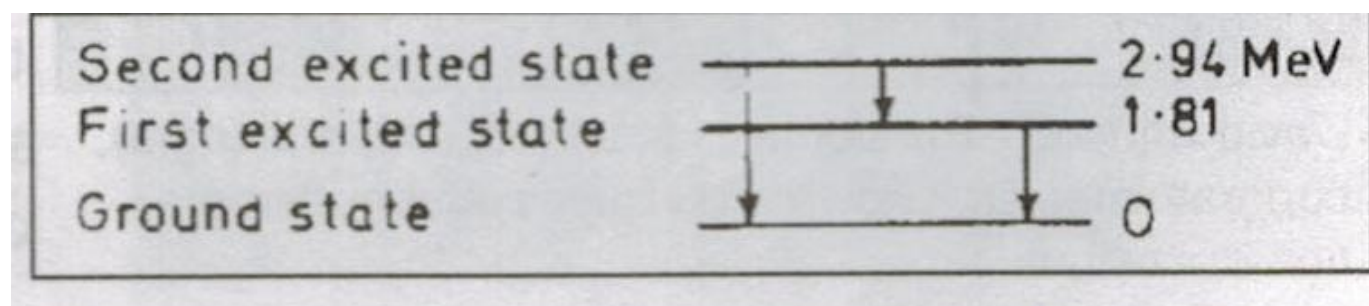 Second excited state 2·94 MeV
First excited state 1·81
Ground state 0